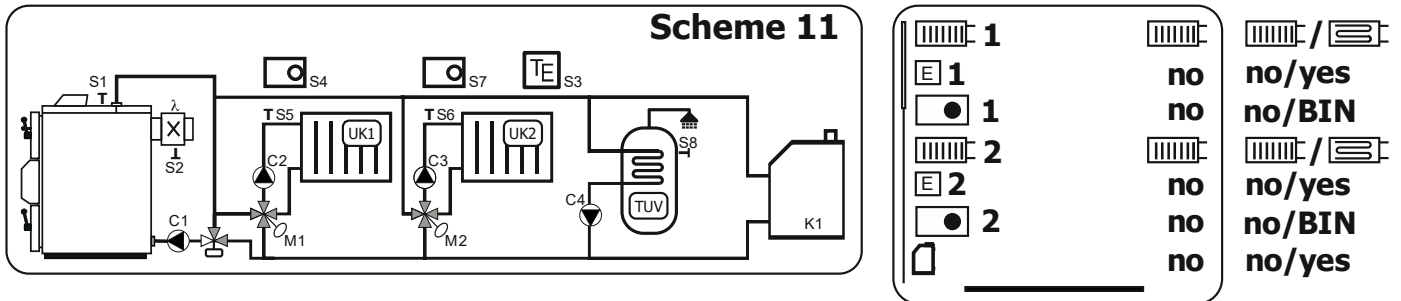 Scheme 11
S1
S4
S7
TE S3
λ
X
S2
T S5
T S6
UK1
UK2
S8
C2
C3
C4
TUV
C1
M1
M2
K1
1 /
E 1 no no/yes
1 no no/BIN
2 /
E 2 no no/yes
2 no no/BIN
no no/yes